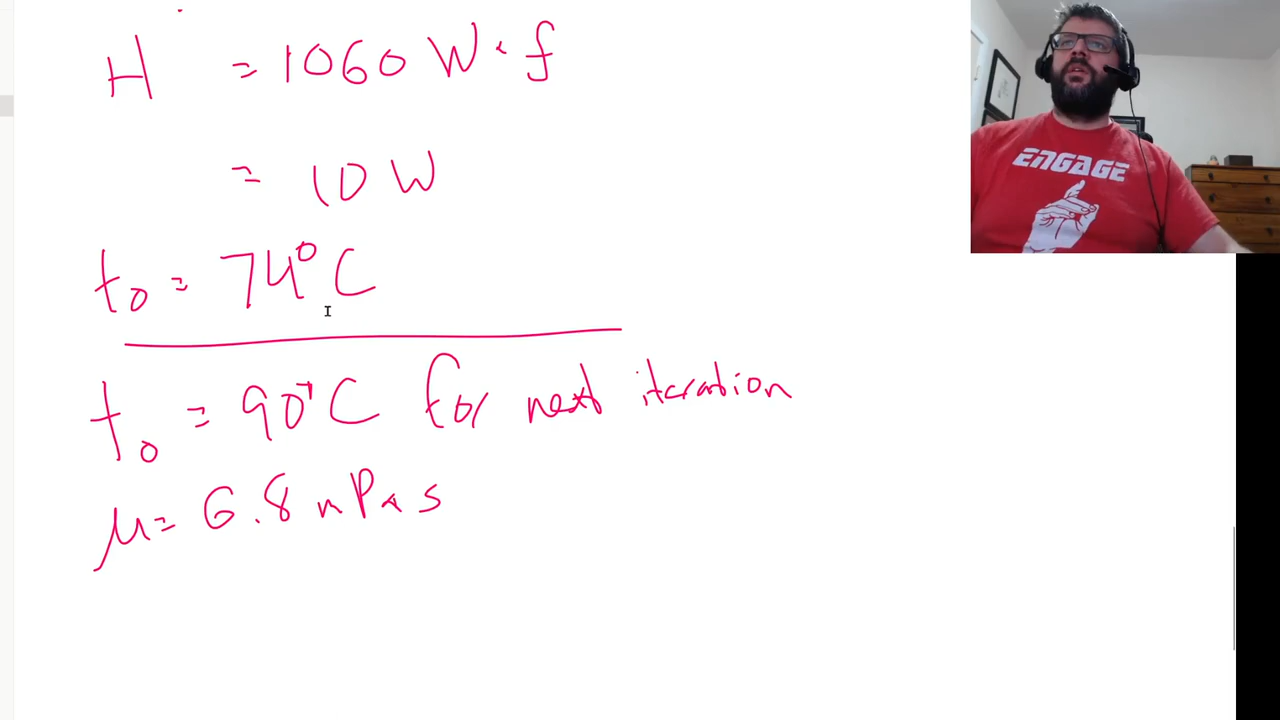 H = 1060 W · f
= 10 W
t₀ = 74° C
t₀ = 90° C for next iteration
μ = 6.8 mPa s
ENGAGE